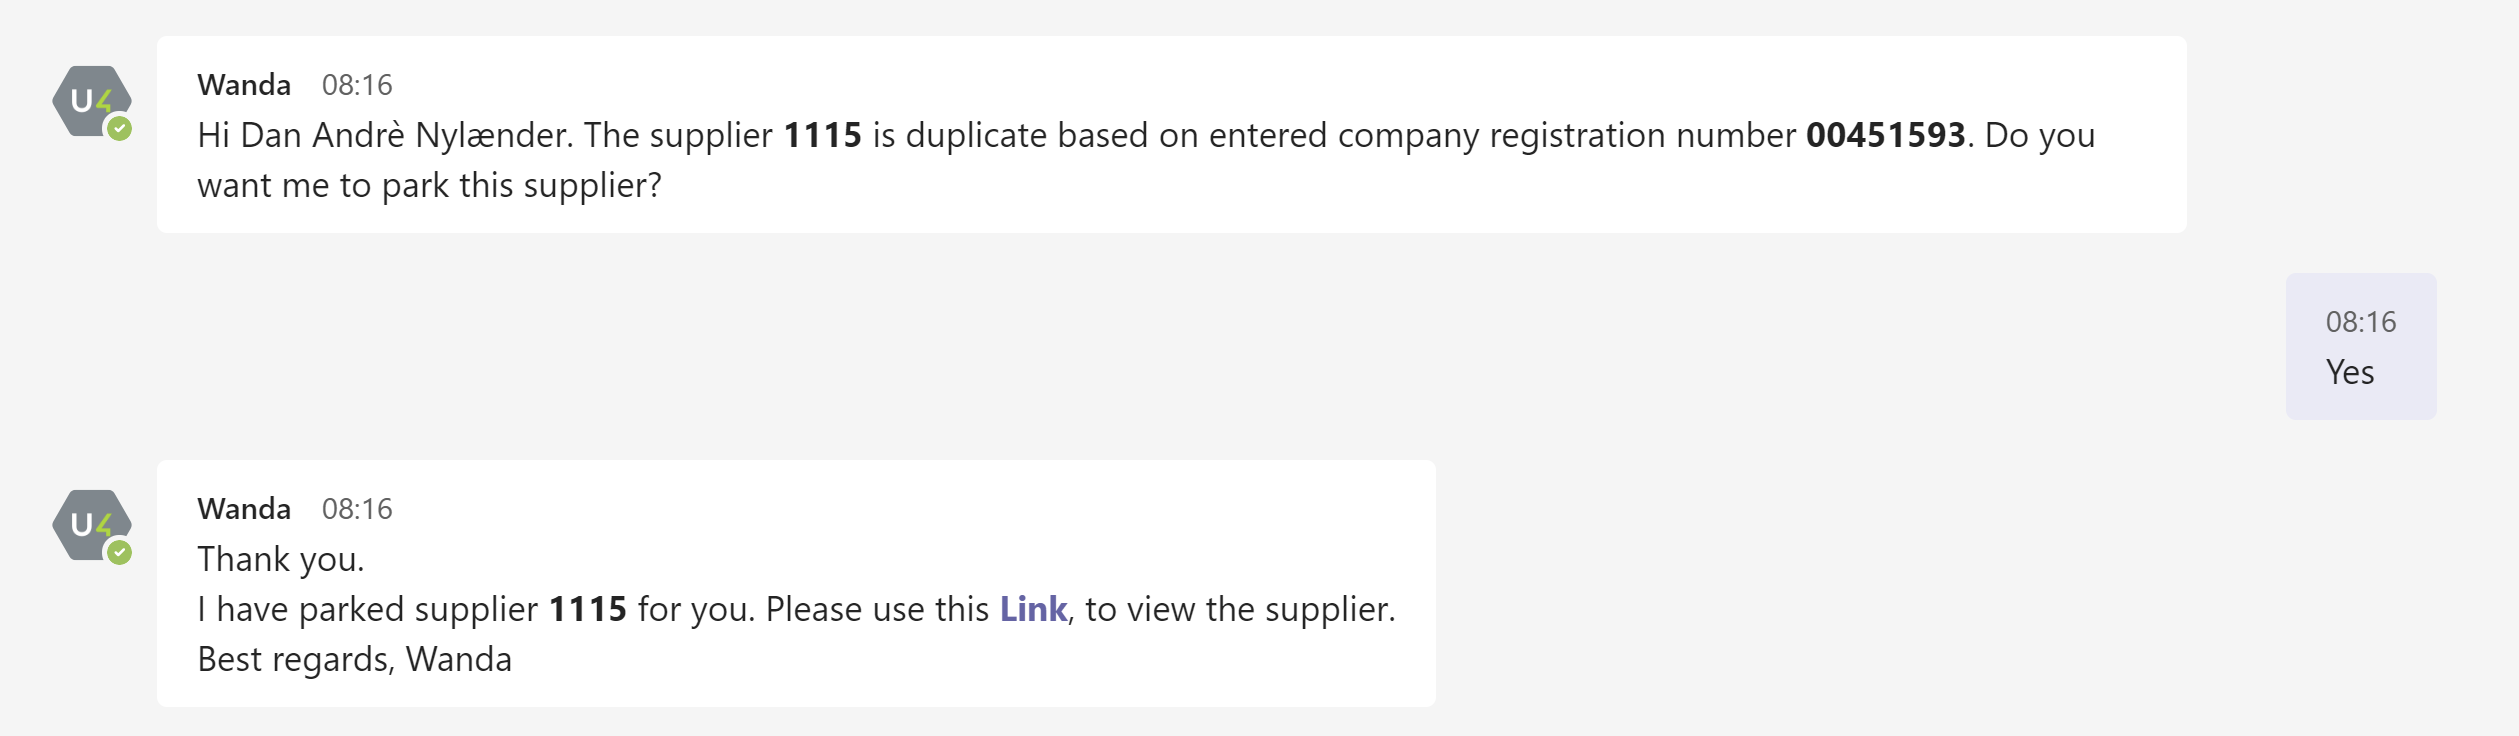 Wanda 08:16
U4
Hi Dan Andrè Nylænder. The supplier 1115 is duplicate based on entered company registration number 00451593. Do you
want me to park this supplier?
08:16
Yes
Wanda 08:16
U4
Thank you.
I have parked supplier 1115 for you. Please use this Link, to view the supplier.
Best regards, Wanda